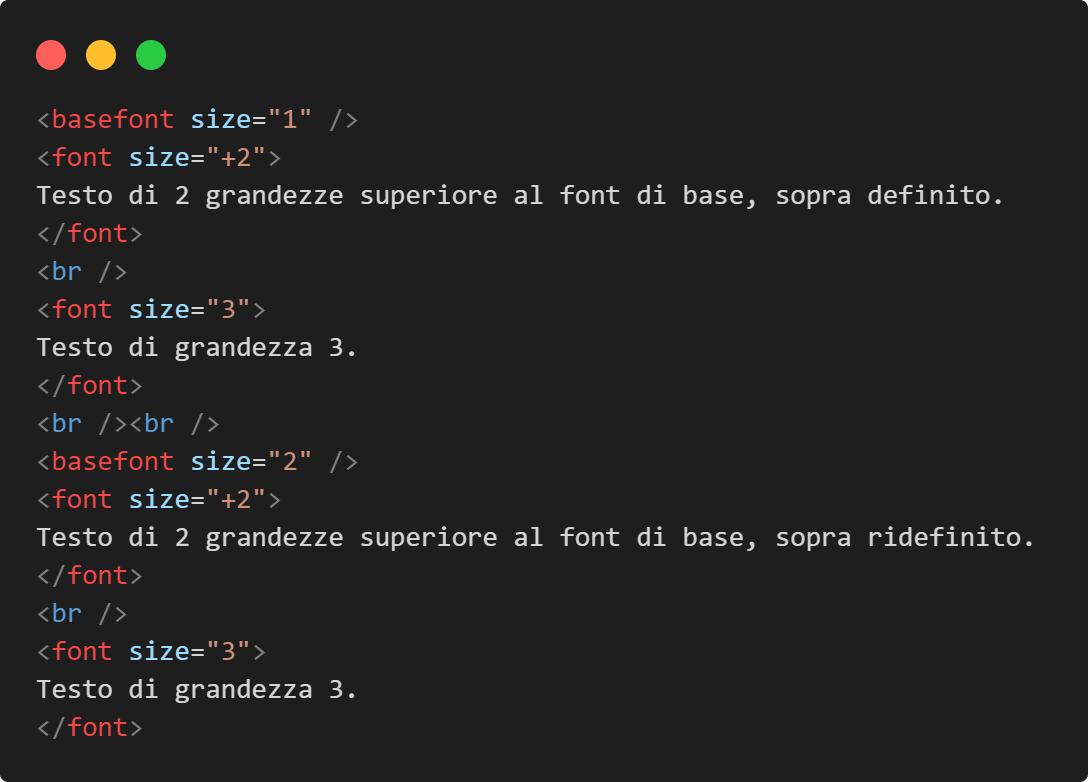 <basefont size="1" />
<font size="+2">
Testo di 2 grandezze superiore al font di base, sopra definito.
</font>
<br />
<font size="3">
Testo di grandezza 3.
</font>
<br /><br />
<basefont size="2" />
<font size="+2">
Testo di 2 grandezze superiore al font di base, sopra ridefinito.
</font>
<br />
<font size="3">
Testo di grandezza 3.
</font>